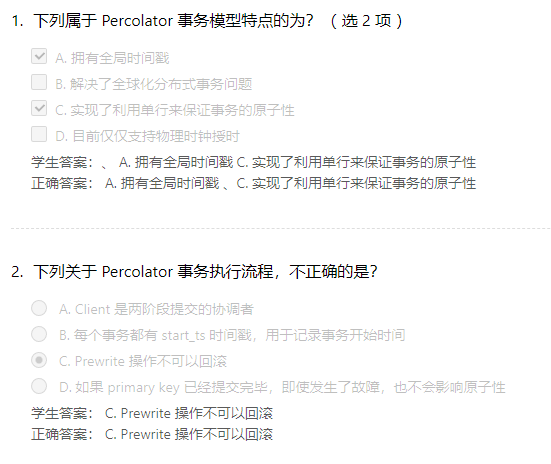 1. 下列属于 Percolator 事务模型特点的为？（ 选 2 项 ）
A. 拥有全局时间戳
B. 解决了全球化分布式事务问题
C. 实现了利用单行来保证事务的原子性
D. 目前仅仅支持物理时钟授时
学生答案： 、 A. 拥有全局时间戳 C. 实现了利用单行来保证事务的原子性
正确答案： A. 拥有全局时间戳 、C. 实现了利用单行来保证事务的原子性
2. 下列关于 Percolator 事务执行流程，不正确的是？
A. Client 是两阶段提交的协调者
B. 每个事务都有 start_ts 时间戳，用于记录事务开始时间
C. Prewrite 操作不可以回滚
D. 如果 primary key 已经提交完毕，即使发生了故障，也不会影响原子性
学生答案： C. Prewrite 操作不可以回滚
正确答案： C. Prewrite 操作不可以回滚